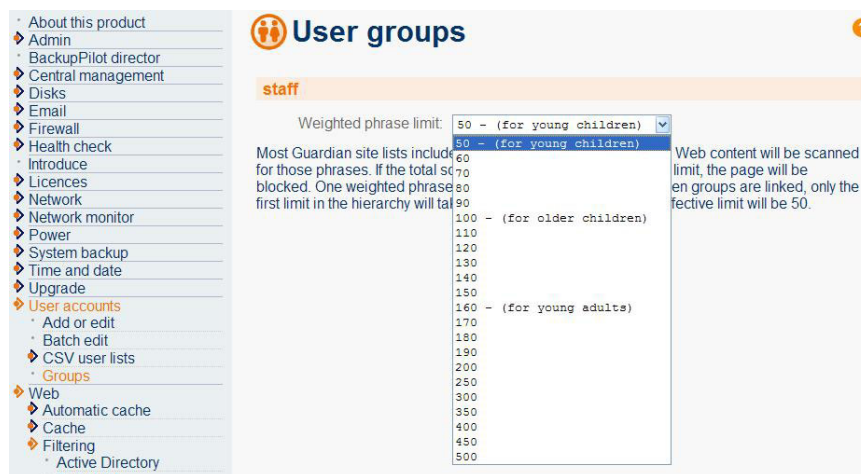 About this product
Admin
BackupPilot director
Central management
Disks
Email
Firewall
Health check
Introduce
Licences
Network
Network monitor
Power
System backup
Time and date
Upgrade
User accounts
Add or edit
Batch edit
CSV user lists
Groups
Web
Automatic cache
Cache
Filtering
Active Directory
User groups
staff
Weighted phrase limit: 50 - (for young children)
Most Guardian site lists include Web content will be scanned
for those phrases. If the total limit, the page will be
blocked. One weighted phrase groups are linked, only the
first limit in the hierarchy will limit will be 50.
50 - (for young children)
60
70
80
90
100 - (for older children)
110
120
130
140
150
160 - (for young adults)
170
180
190
200
250
300
350
400
450
500